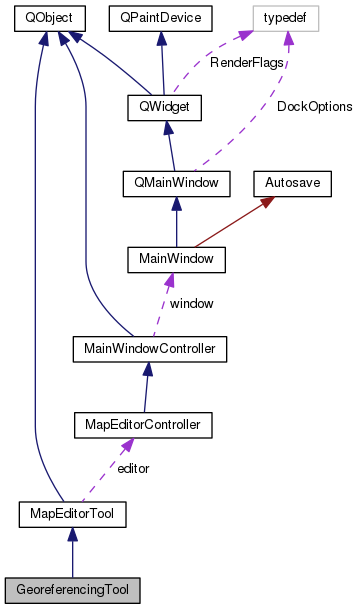 QObject
QPaintDevice
typedef
RenderFlags
QWidget
DockOptions
QMainWindow
Autosave
MainWindow
window
MainWindowController
MapEditorController
editor
MapEditorTool
GeoreferencingTool